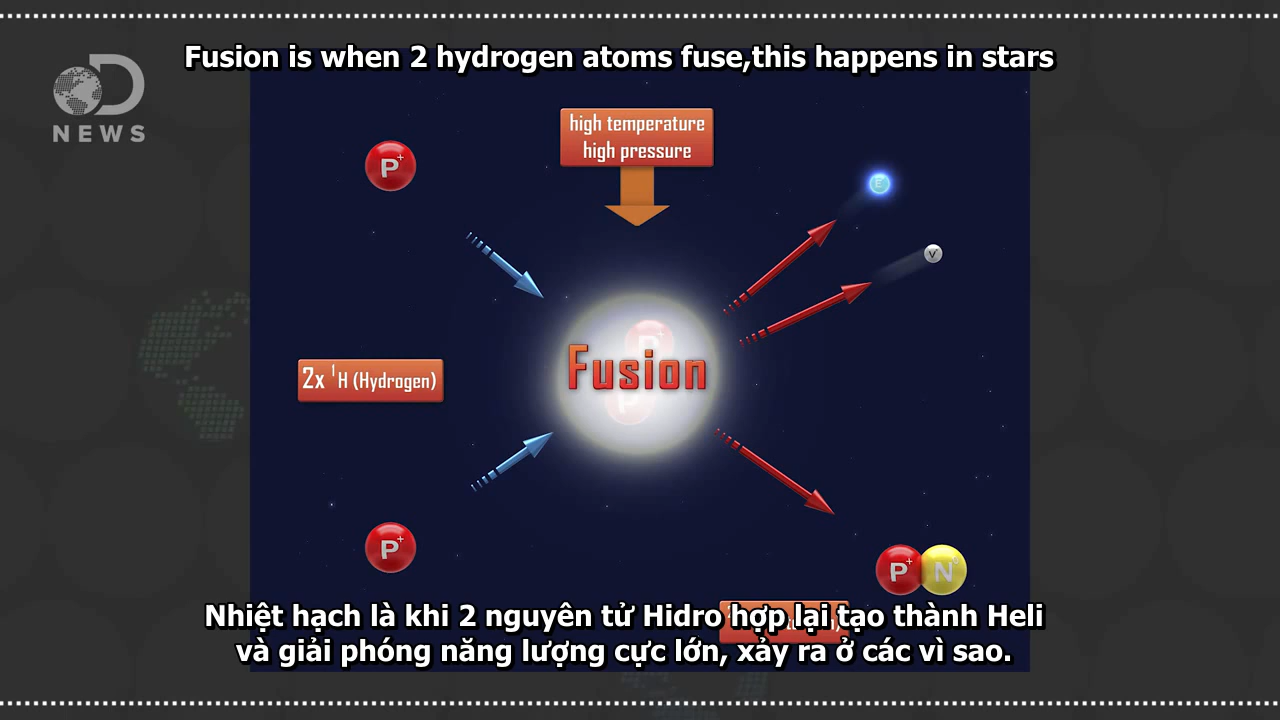 Fusion is when 2 hydrogen atoms fuse,this happens in stars
NEWS
high temperature
high pressure
P+
E
V
P
Fusion
P
2x ¹H (Hydrogen)
P+
P+ N
Nhiệt hạch là khi 2 nguyên tử Hidro hợp lại tạo thành Heli
và giải phóng năng lượng cực lớn, xảy ra ở các vì sao.